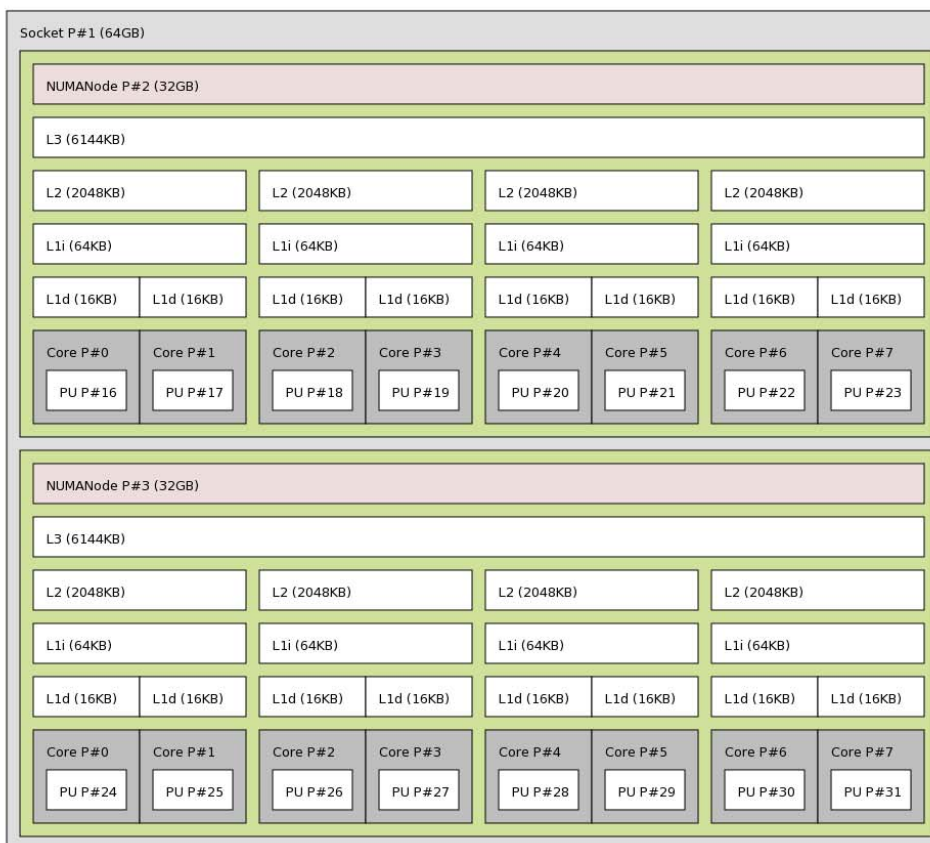 Socket P#1 (64GB)
NUMANode P#2 (32GB)
L3 (6144KB)
L2 (2048KB) L2 (2048KB) L2 (2048KB) L2 (2048KB)
L1i (64KB) L1i (64KB) L1i (64KB) L1i (64KB)
L1d (16KB) L1d (16KB) L1d (16KB) L1d (16KB) L1d (16KB) L1d (16KB) L1d (16KB) L1d (16KB)
Core P#0 Core P#1 Core P#2 Core P#3 Core P#4 Core P#5 Core P#6 Core P#7
PU P#16 PU P#17 PU P#18 PU P#19 PU P#20 PU P#21 PU P#22 PU P#23
NUMANode P#3 (32GB)
L3 (6144KB)
L2 (2048KB) L2 (2048KB) L2 (2048KB) L2 (2048KB)
L1i (64KB) L1i (64KB) L1i (64KB) L1i (64KB)
L1d (16KB) L1d (16KB) L1d (16KB) L1d (16KB) L1d (16KB) L1d (16KB) L1d (16KB) L1d (16KB)
Core P#0 Core P#1 Core P#2 Core P#3 Core P#4 Core P#5 Core P#6 Core P#7
PU P#24 PU P#25 PU P#26 PU P#27 PU P#28 PU P#29 PU P#30 PU P#31